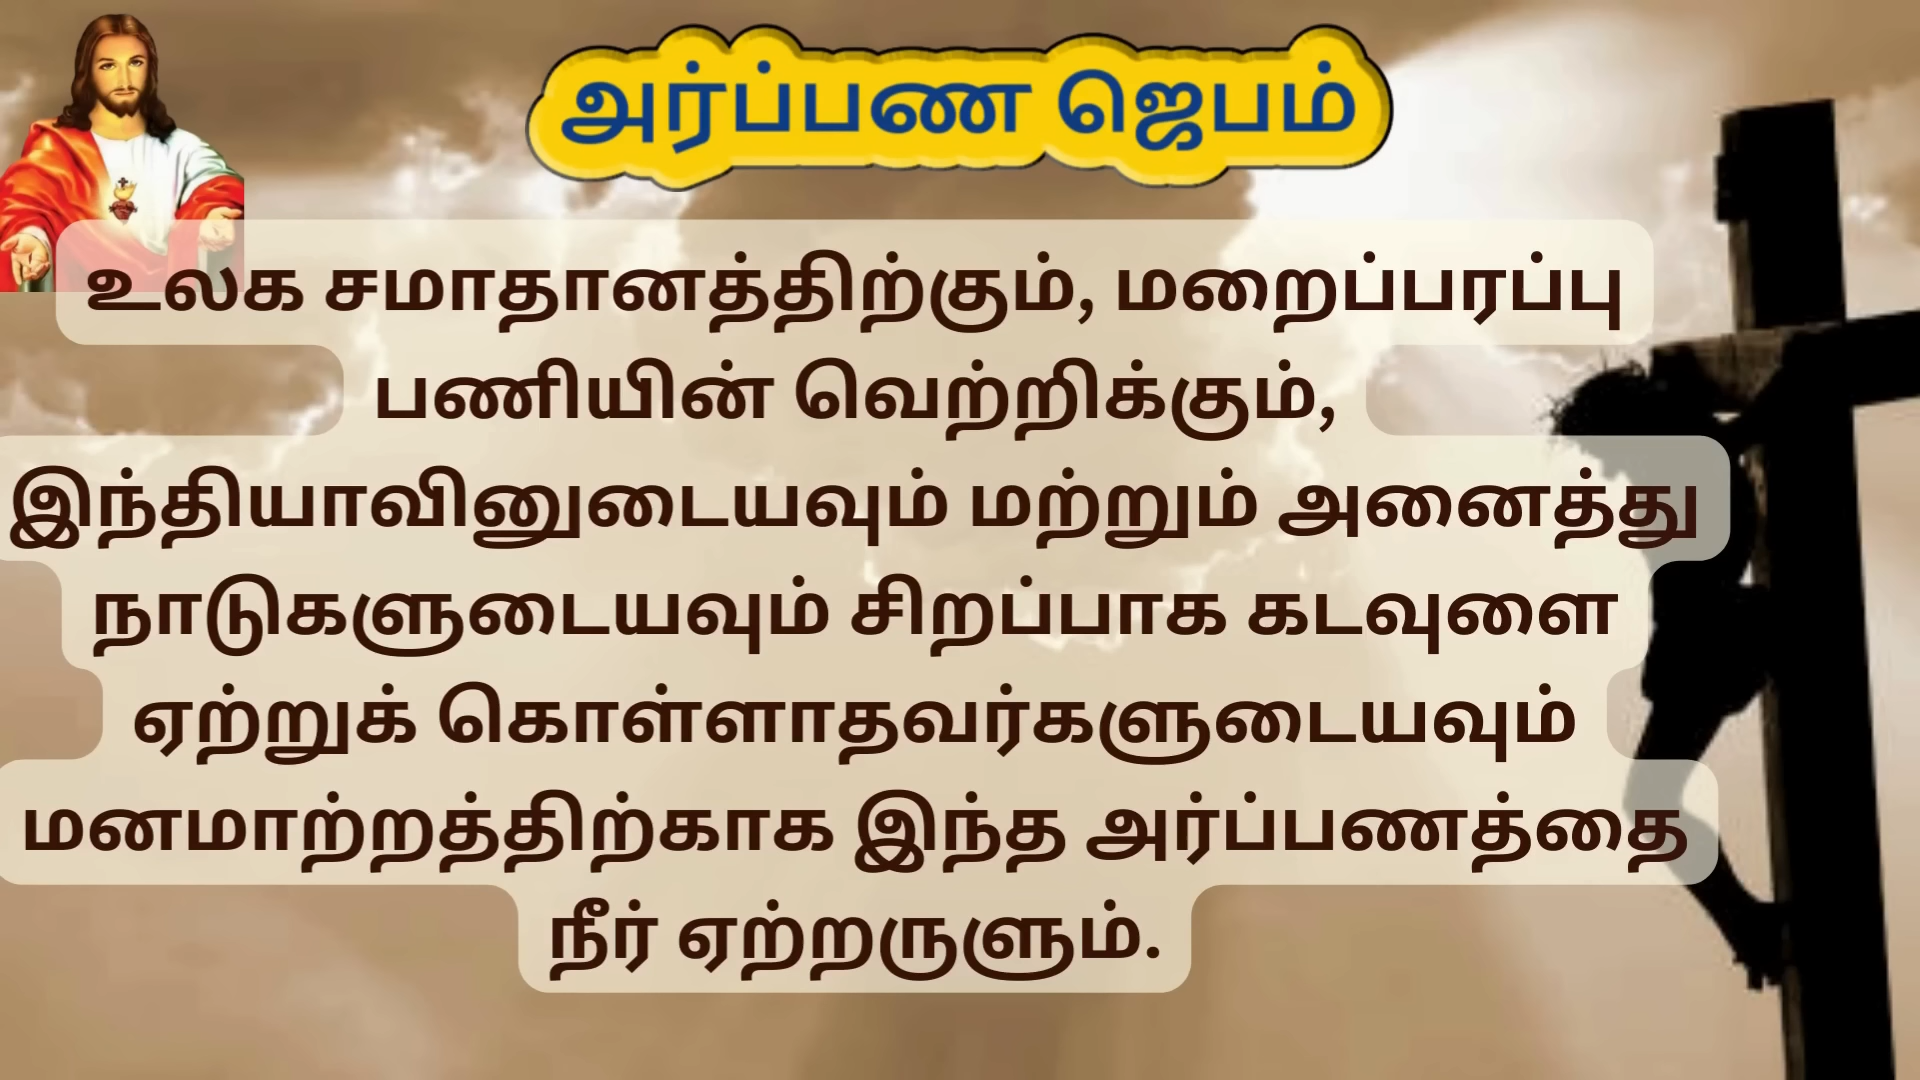 அர்ப்பண ஜெபம்
உலக சமாதானத்திற்கும், மறைப்பரப்பு
பணியின் வெற்றிக்கும்,
இந்தியாவினுடையவும் மற்றும் அனைத்து
நாடுகளுடையவும் சிறப்பாக கடவுளை
ஏற்றுக் கொள்ளாதவர்களுடையவும்
மனமாற்றத்திற்காக இந்த அர்ப்பணத்தை
நீர் ஏற்றருளும்.